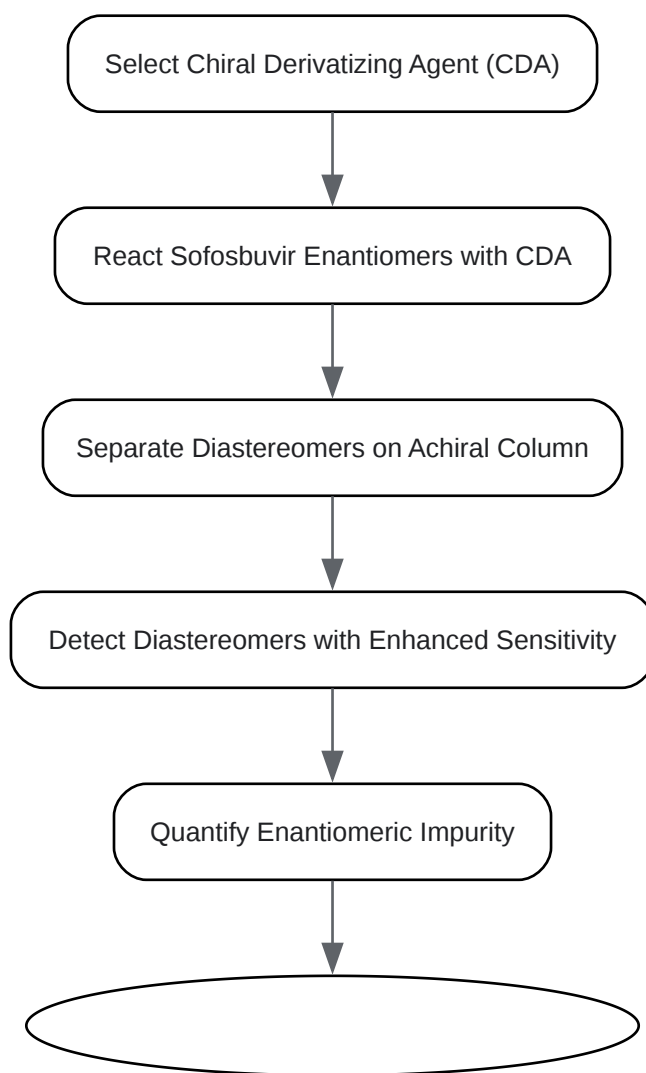 Select Chiral Derivatizing Agent (CDA)
React Sofosbuvir Enantiomers with CDA
Separate Diastereomers on Achiral Column
Detect Diastereomers with Enhanced Sensitivity
Quantify Enantiomeric Impurity